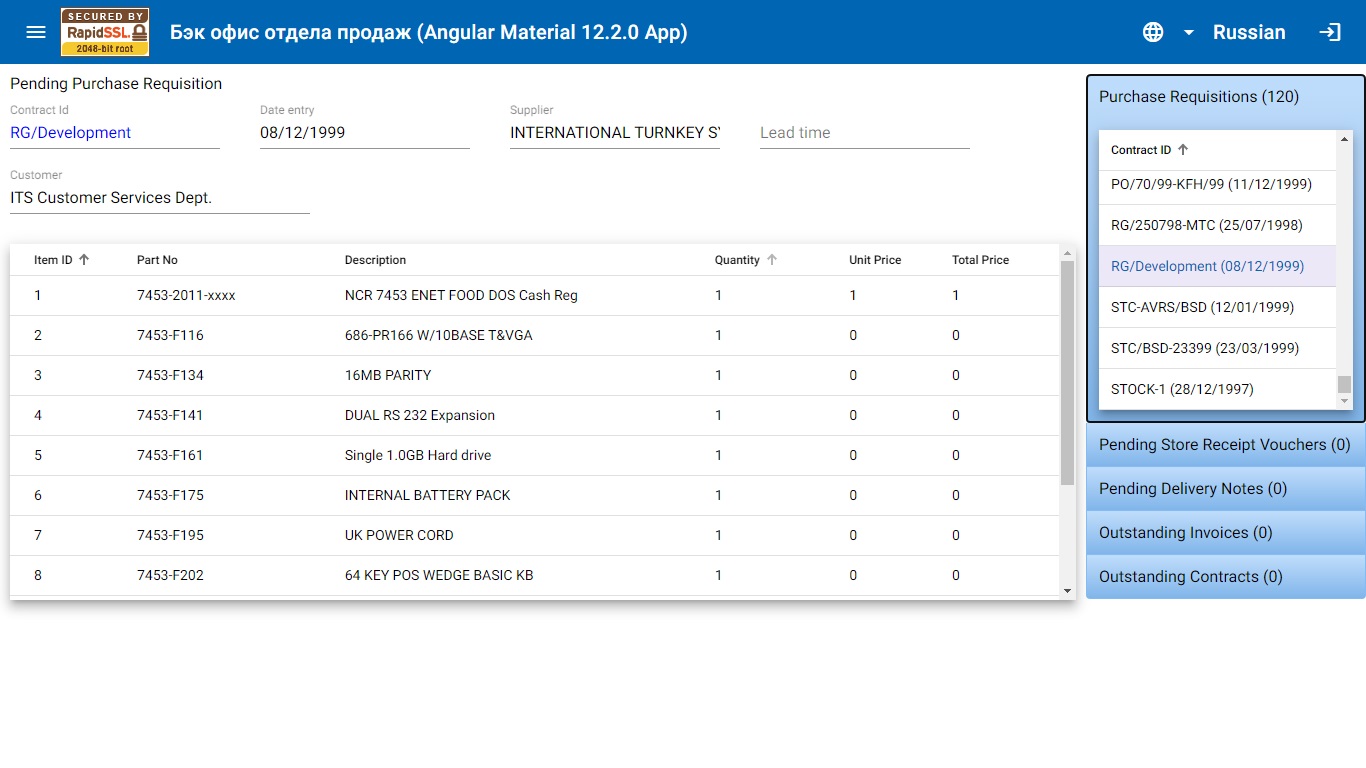 SECURED BY
RapidSSL.
2048-bit root
Бэк офис отдела продаж (Angular Material 12.2.0 App)
Russian
Pending Purchase Requisition
Contract Id Date entry Supplier
RG/Development 08/12/1999 INTERNATIONAL TURNKEY SY Lead time
Customer
ITS Customer Services Dept.
Item ID Part No Description Quantity Unit Price Total Price
1 7453-2011-xxxx NCR 7453 ENET FOOD DOS Cash Reg 1 1 1
2 7453-F116 686-PR166 W/10BASE T&VGA 1 0 0
3 7453-F134 16MB PARITY 1 0 0
4 7453-F141 DUAL RS 232 Expansion 1 0 0
5 7453-F161 Single 1.0GB Hard drive 1 0 0
6 7453-F175 INTERNAL BATTERY PACK 1 0 0
7 7453-F195 UK POWER CORD 1 0 0
8 7453-F202 64 KEY POS WEDGE BASIC KB 1 0 0
Purchase Requisitions (120)
Contract ID
PO/70/99-KFH/99 (11/12/1999)
RG/250798-MTC (25/07/1998)
RG/Development (08/12/1999)
STC-AVRS/BSD (12/01/1999)
STC/BSD-23399 (23/03/1999)
STOCK-1 (28/12/1997)
Pending Store Receipt Vouchers (0)
Pending Delivery Notes (0)
Outstanding Invoices (0)
Outstanding Contracts (0)